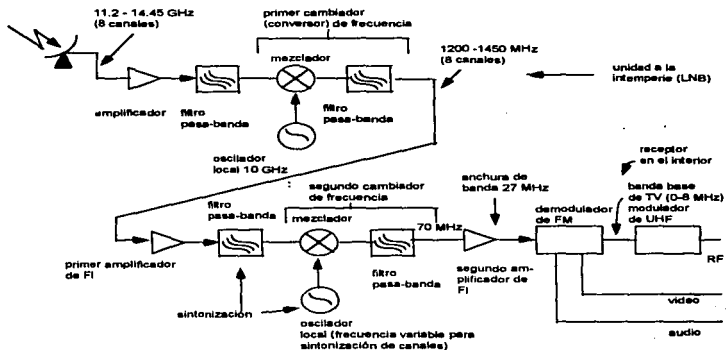 11.2 - 14.45 GHz
(8 canales)
primer cambiador
(conversor) de frecuencia
mezclador
1200 -1450 MHz
(8 canales)
unidad a la
intemperie (LNB)
amplificador
filtro
pasa-banda
filtro
pasa-banda
oscilador
local 10 GHz
receptor
en el interior
anchura de
banda 27 MHz
segundo cambiador
de frecuencia
filtro
pasa-banda
mezclador
70 MHz
demodulador
de FM
banda base
de TV (0-8 MHz)
modulador
de UHF
RF
primer amplificador
de FI
filtro
pasa-banda
segundo am-
plificador de
FI
sintonización
oscilador
local (frecuencia variable para
sintonización de canales)
video
audio